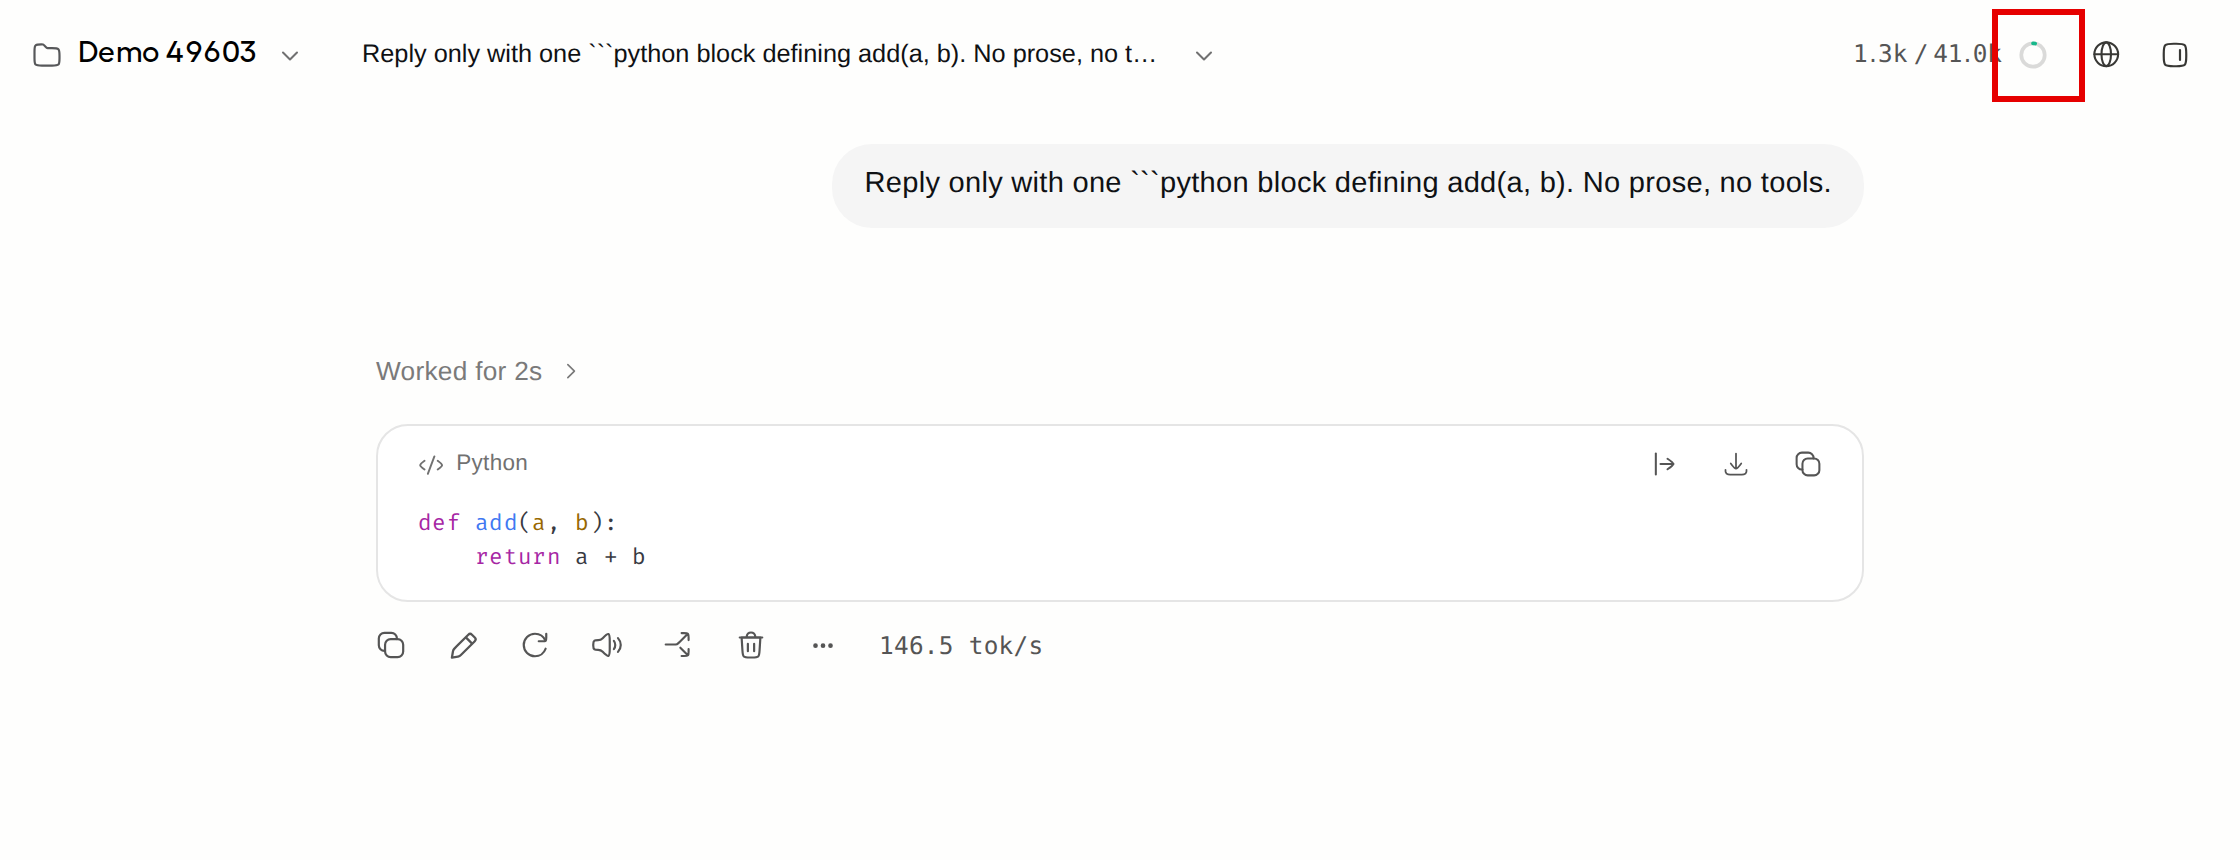 Demo 49603
Reply only with one ```python block defining add(a, b). No prose, no t…
1.3k / 41.0k
Reply only with one ```python block defining add(a, b). No prose, no tools.
Worked for 2s
Python
def add(a, b):
    return a + b
146.5 tok/s